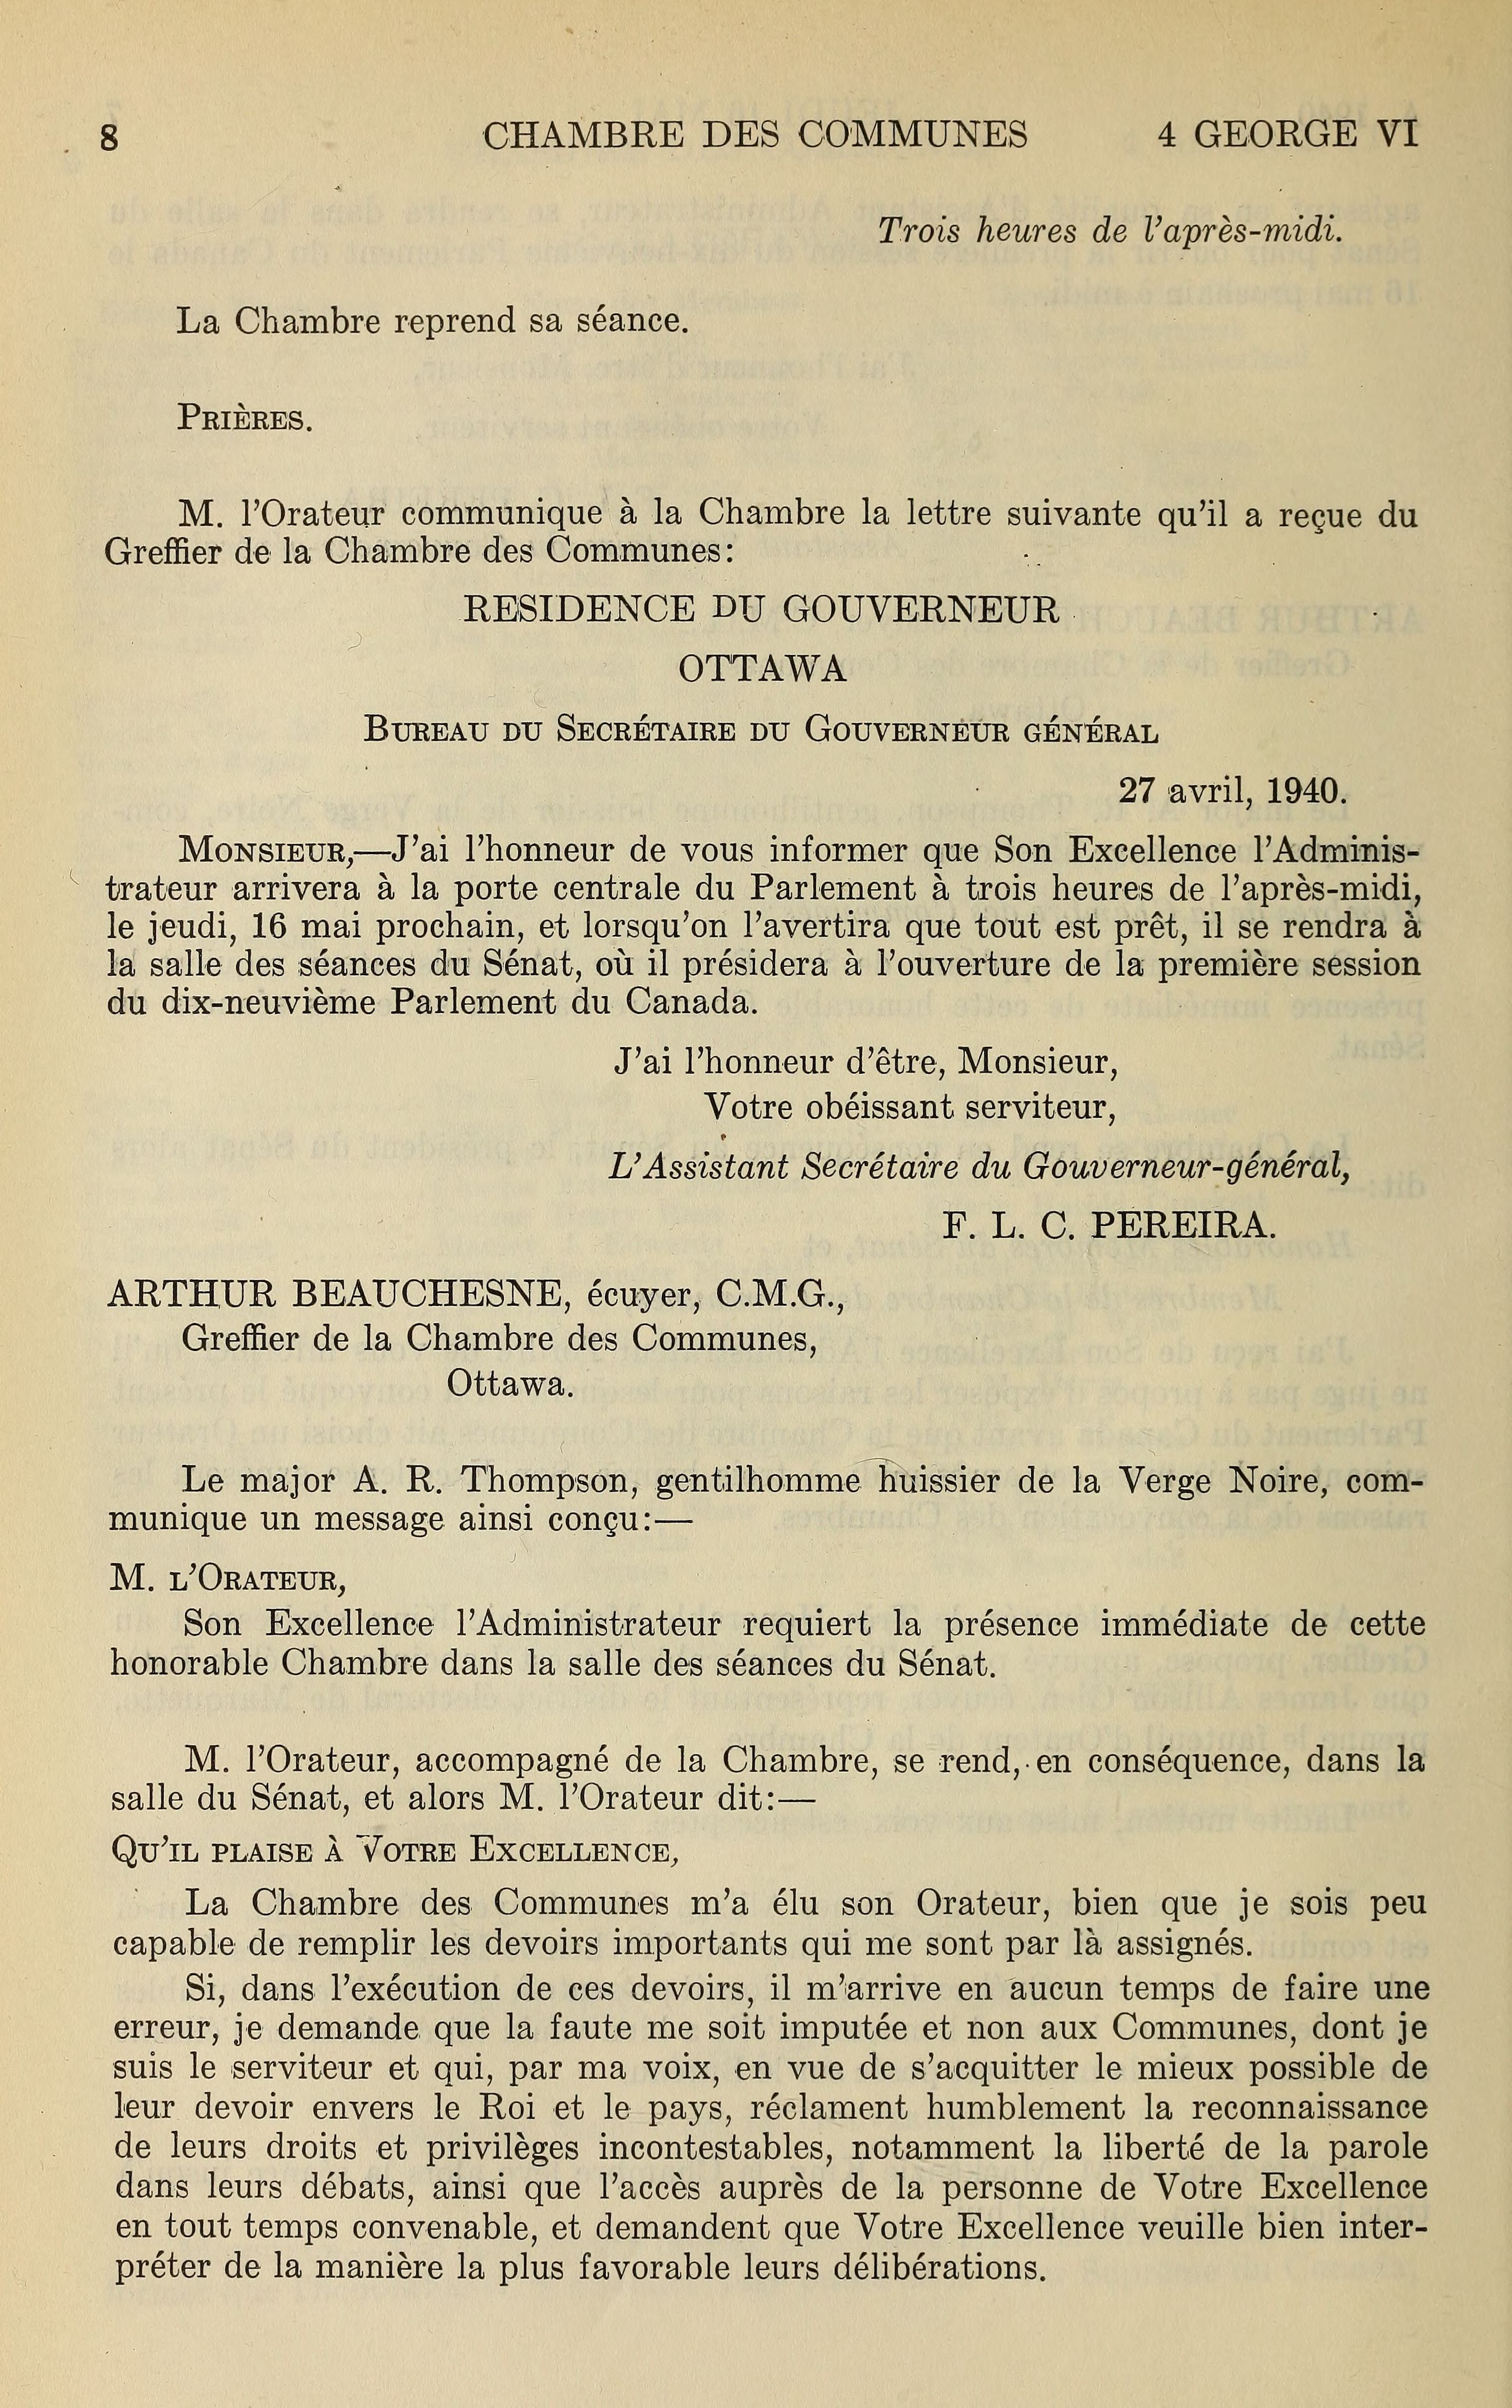 8 CHAMBRE DES COMMUNES 4 GEORGE VI
Trois heures de l'après-midi.
La Chambre reprend sa séance.
PRIÈRES.
M. l'Orateur communique à la Chambre la lettre suivante qu'il a reçue du
Greffier de la Chambre des Communes:
RESIDENCE DU GOUVERNEUR
OTTAWA
BUREAU DU SECRÉTAIRE DU GOUVERNEUR GÉNÉRAL
27 avril, 1940.
MONSIEUR,—J'ai l'honneur de vous informer que Son Excellence l'Adminis-
trateur arrivera à la porte centrale du Parlement à trois heures de l'après-midi,
le jeudi, 16 mai prochain, et lorsqu'on l'avertira que tout est prêt, il se rendra à
la salle des séances du Sénat, où il présidera à l'ouverture de la première session
du dix-neuvième Parlement du Canada.
J'ai l'honneur d'être, Monsieur,
Votre obéissant serviteur,
L'Assistant Secrétaire du Gouverneur-général,
F. L. C. PEREIRA.
ARTHUR BEAUCHESNE, écuyer, C.M.G.,
Greffier de la Chambre des Communes,
Ottawa.
Le major A. R. Thompson, gentilhomme huissier de la Verge Noire, com-
munique un message ainsi conçu:—
M. L'ORATEUR,
Son Excellence l'Administrateur requiert la présence immédiate de cette
honorable Chambre dans la salle des séances du Sénat.
M. l'Orateur, accompagné de la Chambre, se rend, en conséquence, dans la
salle du Sénat, et alors M. l'Orateur dit:—
QU'IL PLAISE À VOTRE EXCELLENCE,
La Chambre des Communes m'a élu son Orateur, bien que je sois peu
capable de remplir les devoirs importants qui me sont par là assignés.
Si, dans l'exécution de ces devoirs, il m'arrive en aucun temps de faire une
erreur, je demande que la faute me soit imputée et non aux Communes, dont je
suis le serviteur et qui, par ma voix, en vue de s'acquitter le mieux possible de
leur devoir envers le Roi et le pays, réclament humblement la reconnaissance
de leurs droits et privilèges incontestables, notamment la liberté de la parole
dans leurs débats, ainsi que l'accès auprès de la personne de Votre Excellence
en tout temps convenable, et demandent que Votre Excellence veuille bien inter-
préter de la manière la plus favorable leurs délibérations.